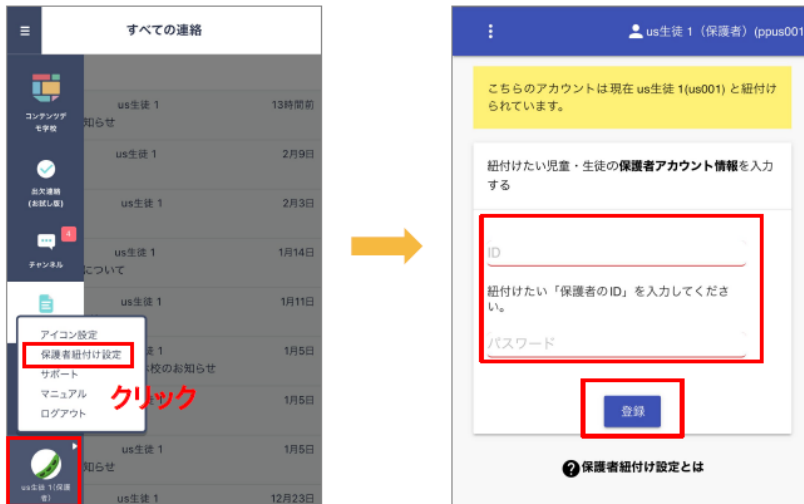 すべての連絡
コンテンツデ
モ学校
出欠連絡
(お試し版)
4
チャンネル
us生徒 1
13時間前
知らせ
us生徒 1
2月9日
us生徒 1
2月3日
us生徒 1
1月14日
について
us生徒 1
1月11日
アイコン設定
保護者紐付け設定
サポート
マニュアル
ログアウト
クリック
1月5日
校のお知らせ
1月5日
us生徒 1
1月5日
知らせ
us生徒 1
12月23日
us生徒 1(保護
者)
us生徒 1（保護者）(ppus001
こちらのアカウントは現在 us生徒 1(us001) と紐付け
られています。
紐付けたい児童・生徒の保護者アカウント情報を入力
する
ID
紐付けたい「保護者のID」を入力してくださ
い。
パスワード
登録
?保護者紐付け設定とは